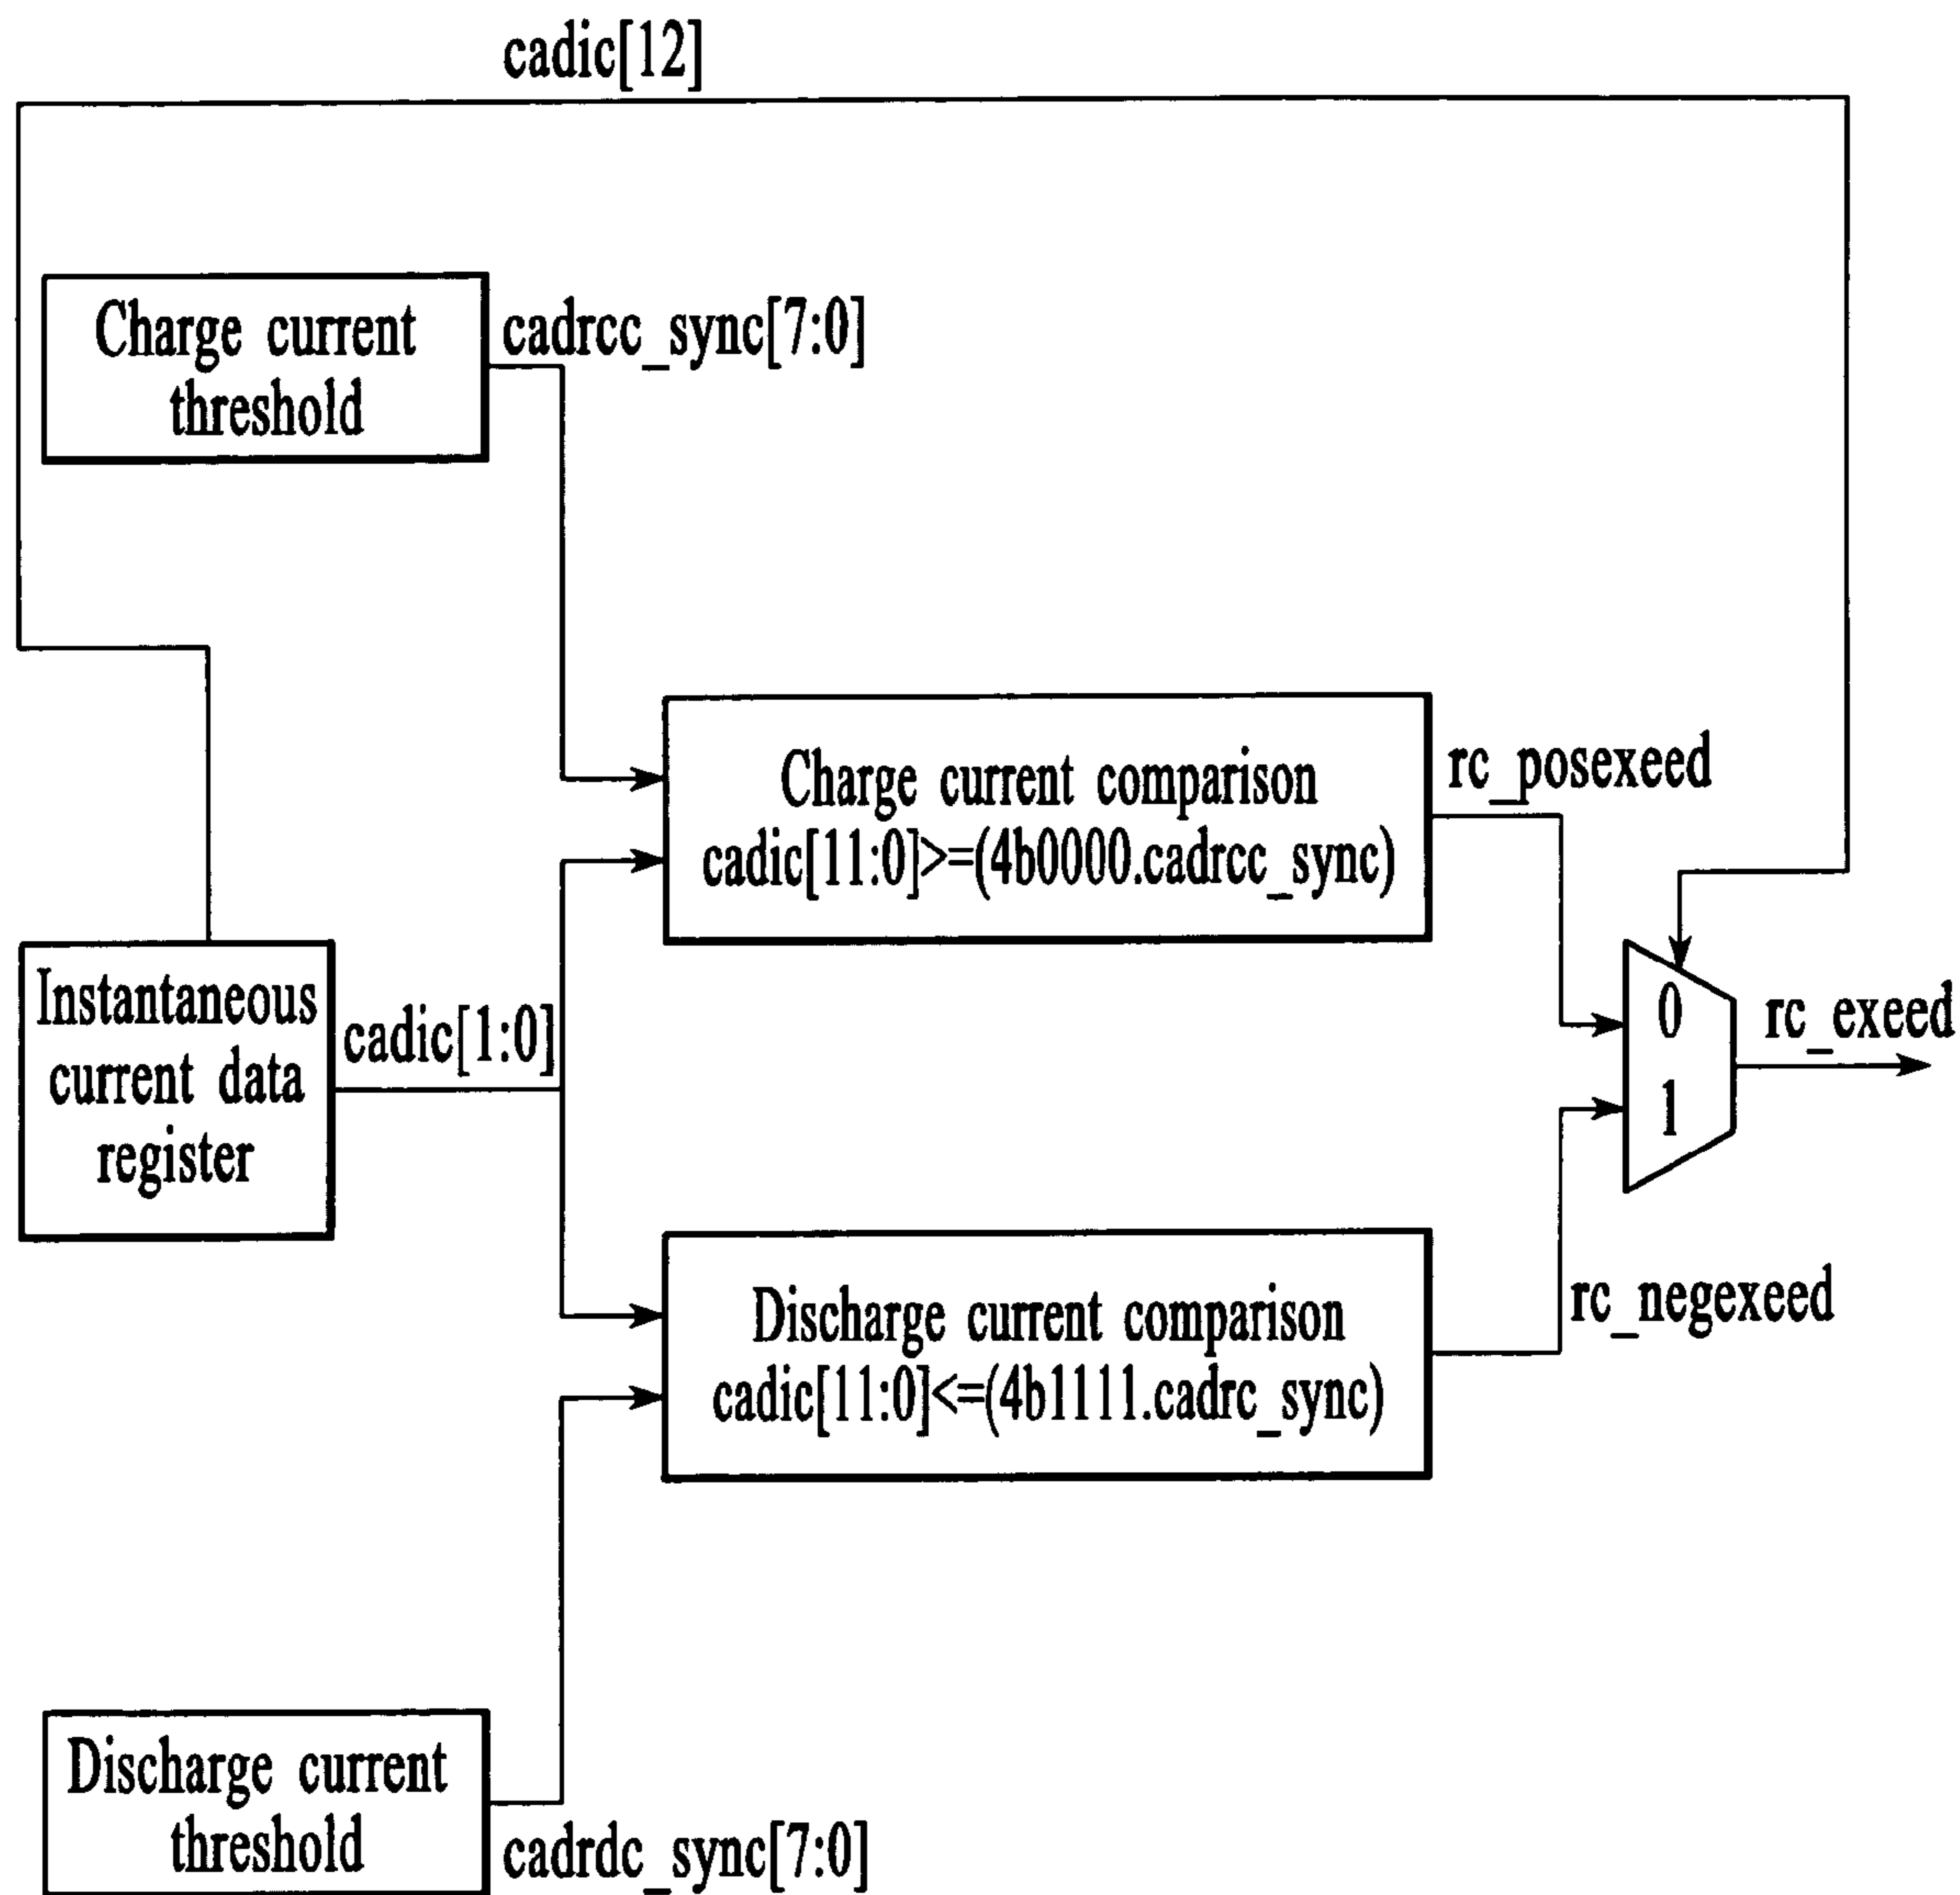 cadic[12]
Charge current
threshold
cadrcc_sync[7:0]
Charge current comparison
cadic[11:0]>=(4b0000.cadrcc_sync)
rc_posexeed
Instantaneous
current data
register
cadic[1:0]
0
1
rc_exeed
Discharge current comparison
cadic[11:0]<=(4b1111.cadrc_sync)
rc_negexeed
Discharge current
threshold
cadrdc_sync[7:0]